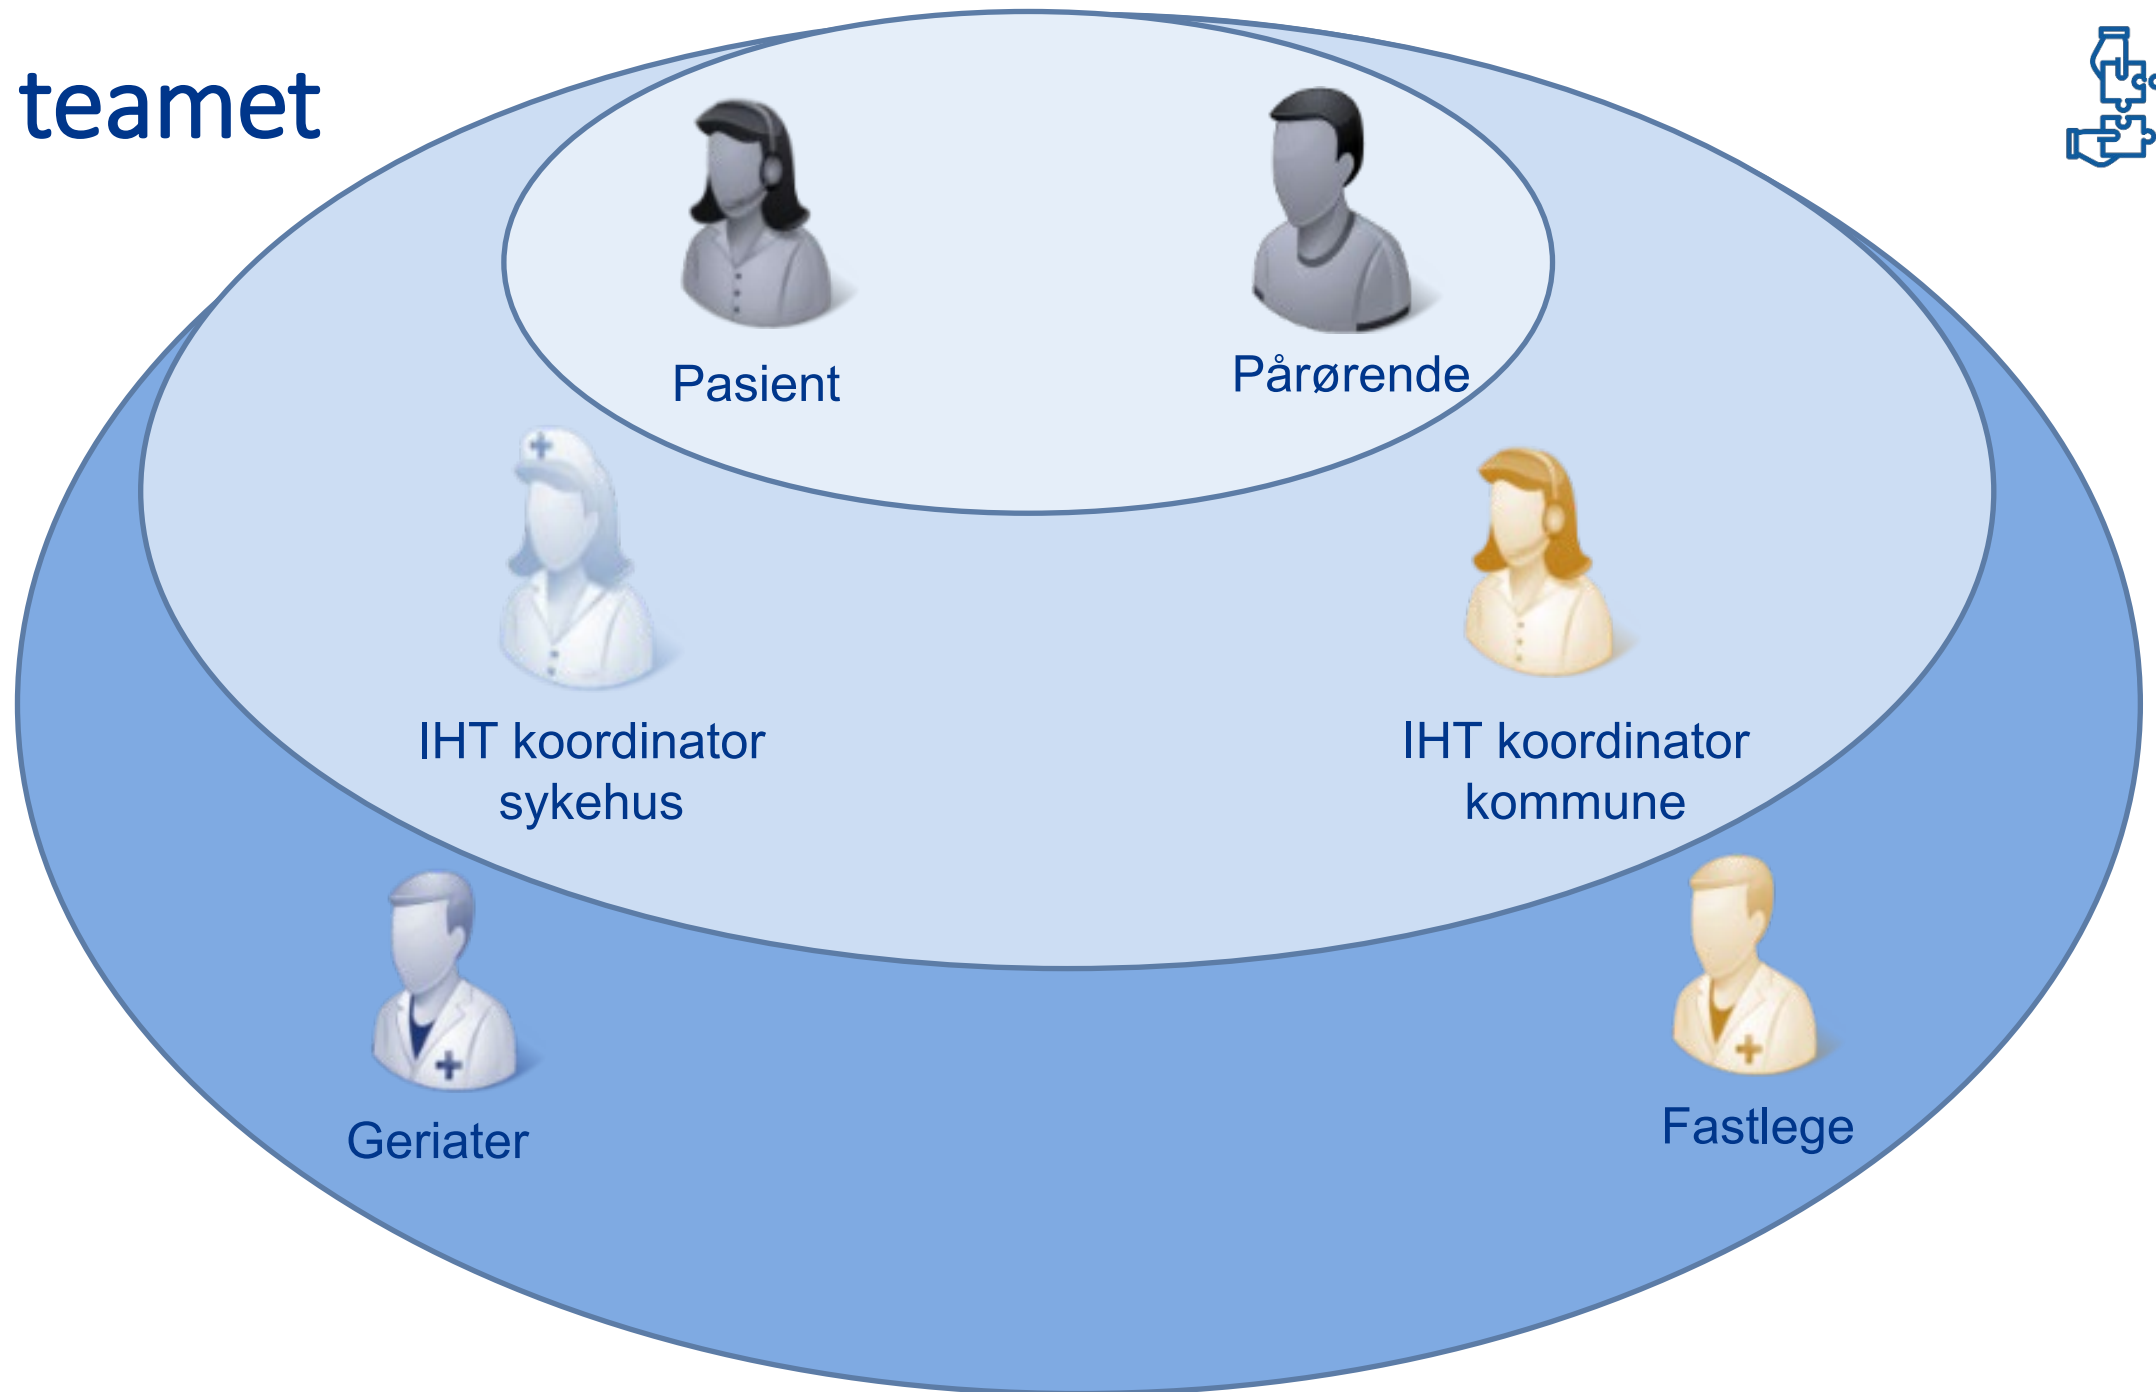 teamet
Pasient
Pårørende
IHT koordinator
sykehus
IHT koordinator
kommune
Geriater
Fastlege